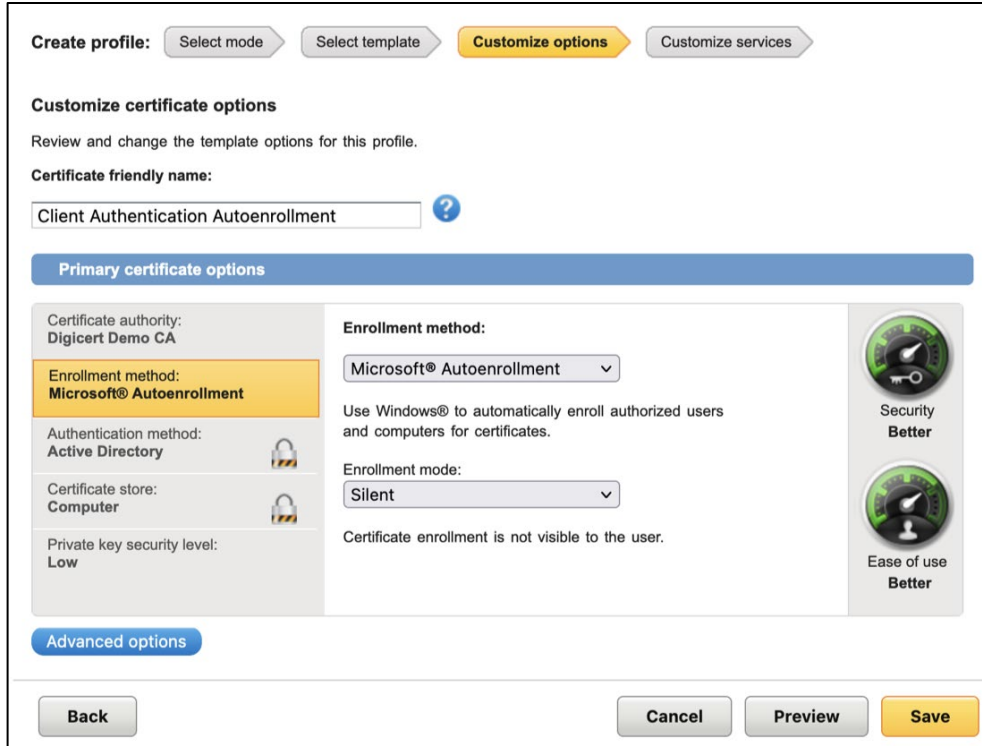 Create profile: Select mode Select template Customize options Customize services
Customize certificate options
Review and change the template options for this profile.
Certificate friendly name:
Client Authentication Autoenrollment ?
Primary certificate options
Certificate authority:
Digicert Demo CA
Enrollment method:
Microsoft® Autoenrollment
Authentication method:
Active Directory
Certificate store:
Computer
Private key security level:
Low
Enrollment method:
Microsoft® Autoenrollment
Use Windows® to automatically enroll authorized users
and computers for certificates.
Enrollment mode:
Silent
Certificate enrollment is not visible to the user.
Security
Better
Ease of use
Better
Advanced options
Back Cancel Preview Save